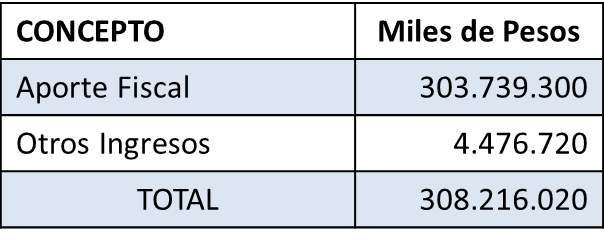 CONCEPTO Miles de Pesos
Aporte Fiscal 303.739.300
Otros Ingresos 4.476.720
TOTAL 308.216.020